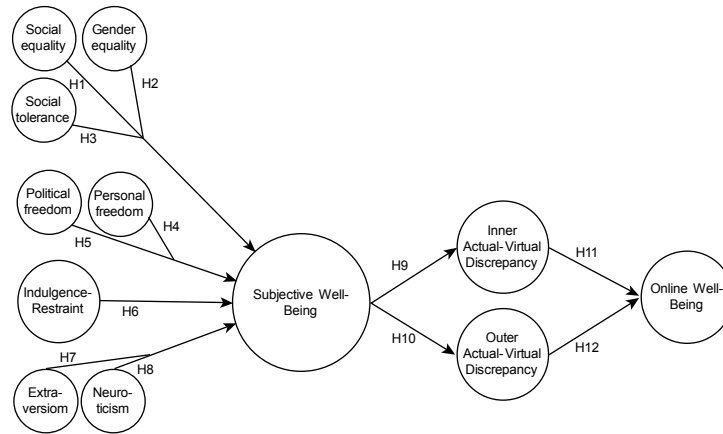 Social
equality
Gender
equality
H1
H2
Social
tolerance
H3
Political
freedom
Personal
freedom
H4
H5
Indulgence-
Restraint
H6
Subjective Well-
Being
H7
H8
Extra-
versiom
Neuro-
ticism
H9
H10
Inner
Actual-Virtual
Discrepancy
Outer
Actual-Virtual
Discrepancy
H11
H12
Online Well-
Being